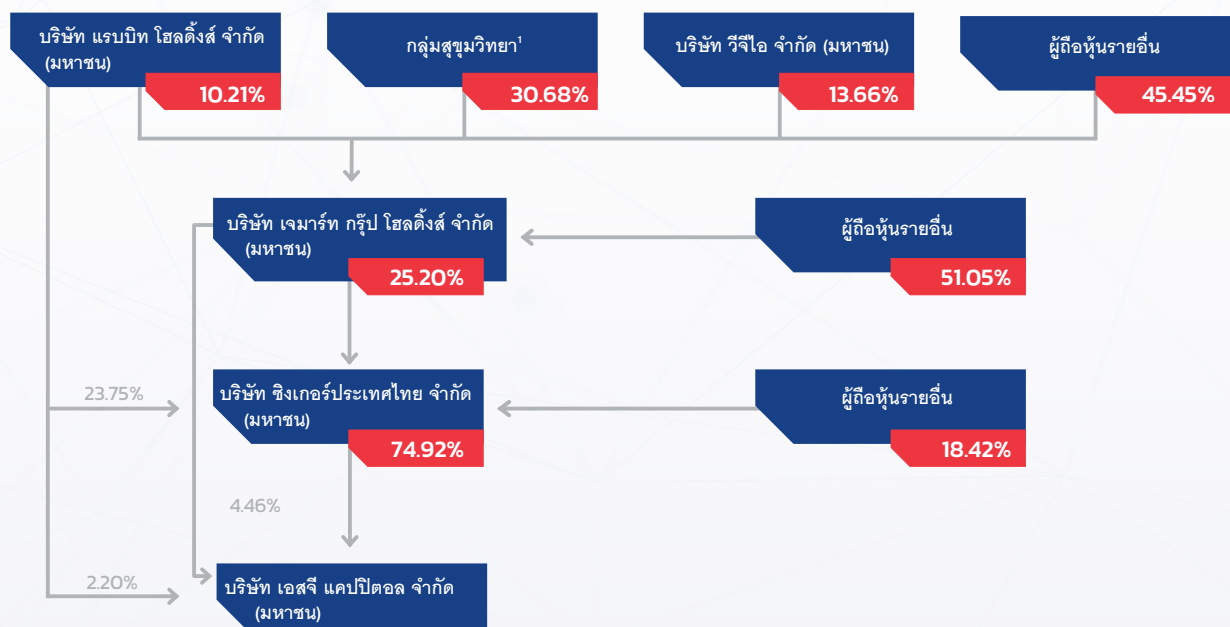 บริษัท แรบบิท โฮลดิ้งส์ จำกัด
(มหาชน)
10.21%
กลุ่มสุขุมวิทยา¹
30.68%
บริษัท วีจีไอ จำกัด (มหาชน)
13.66%
ผู้ถือหุ้นรายอื่น
45.45%
บริษัท เจมาร์ท กรุ๊ป โฮลดิ้งส์ จำกัด
(มหาชน)
25.20%
ผู้ถือหุ้นรายอื่น
51.05%
23.75%
บริษัท ซิงเกอร์ประเทศไทย จำกัด
(มหาชน)
74.92%
ผู้ถือหุ้นรายอื่น
18.42%
4.46%
2.20%
บริษัท เอสจี แคปปิตอล จำกัด
(มหาชน)